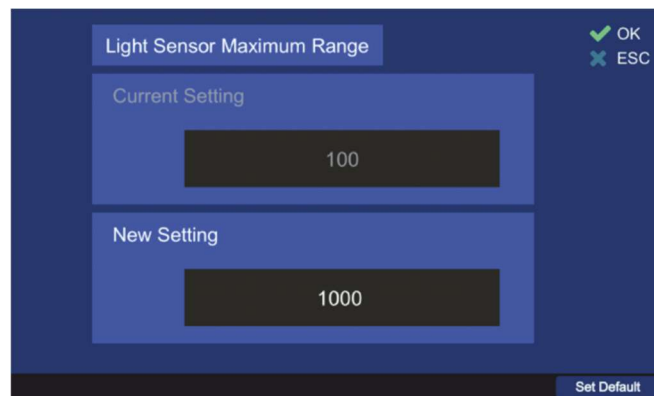 Light Sensor Maximum Range
OK
ESC
Current Setting
100
New Setting
1000
Set Default